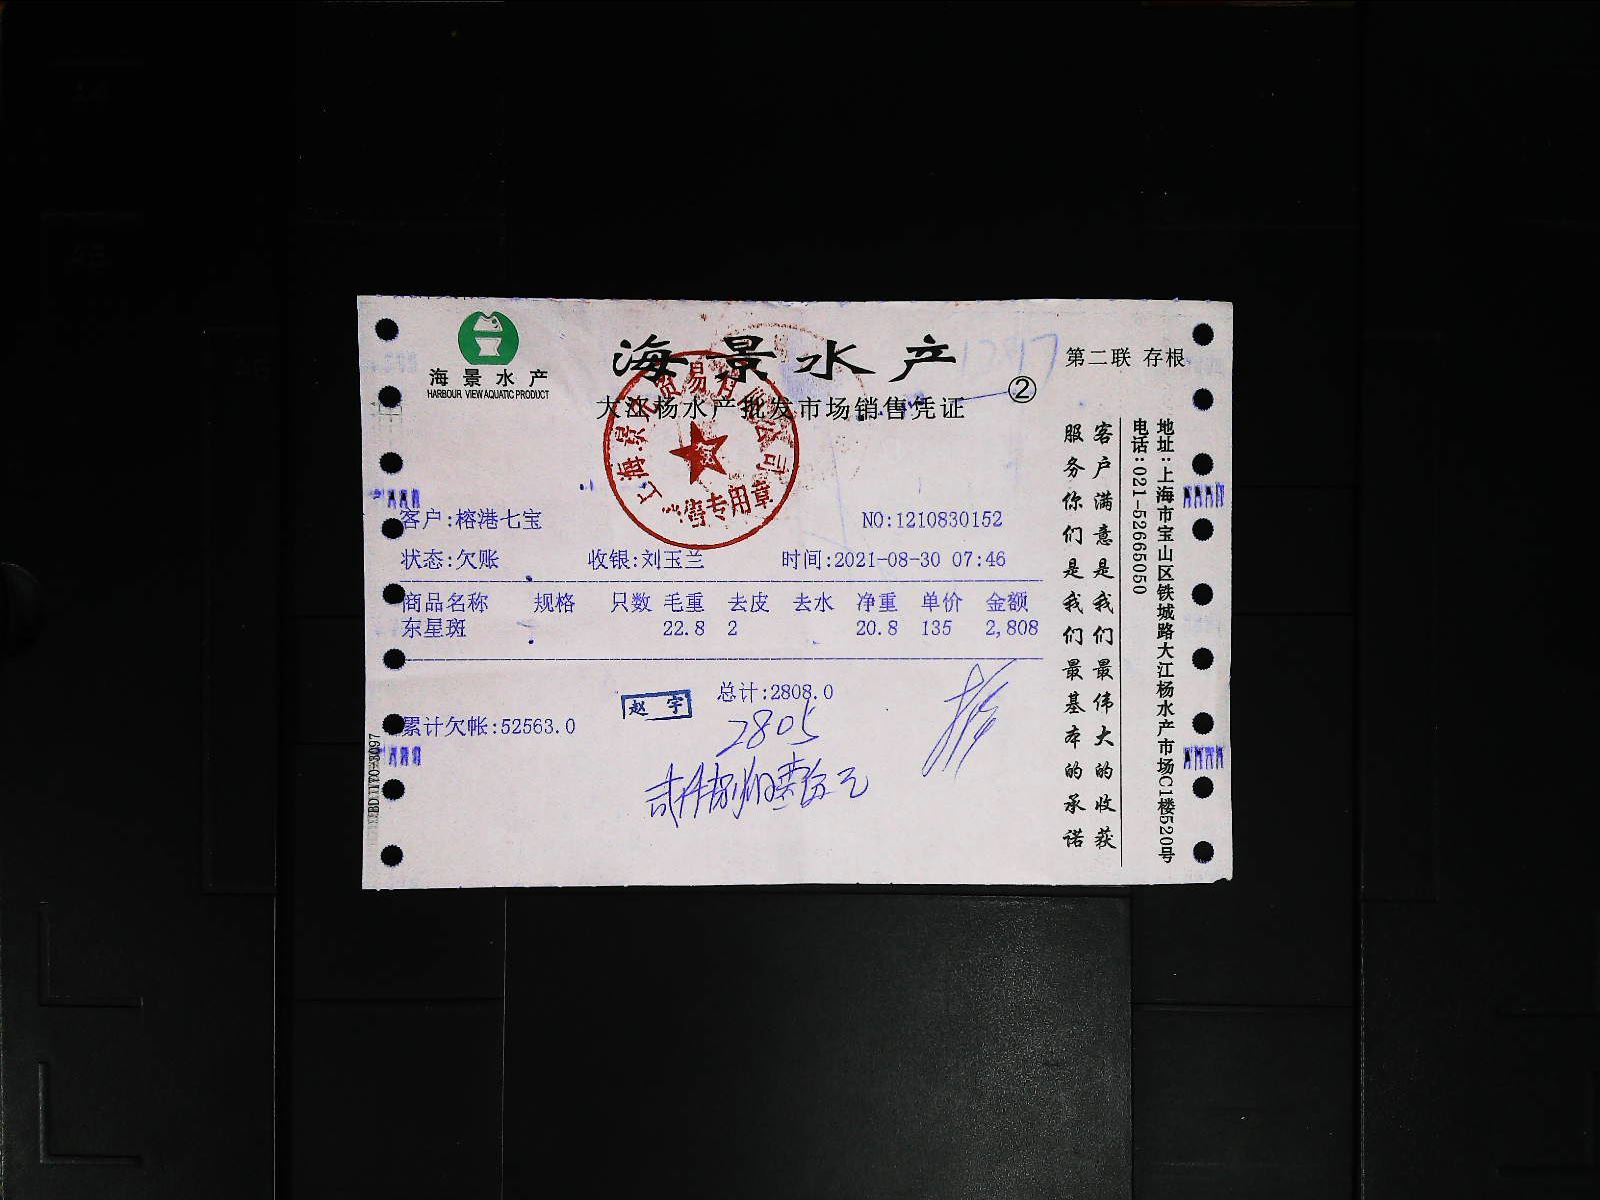 海景水产
HARBOUR VIEW AQUATIC PRODUCT
海景水产
第二联 存根
大江杨水产批发市场销售凭证
②
客户:榕港七宝
NO:1210830152
状态:欠账 收银:刘玉兰 时间:2021-08-30 07:46
商品名称 规格 只数 毛重 去皮 去水 净重 单价 金额
东星斑 22.8 2 20.8 135 2,808
总计:2808.0
赵宇
累计欠帐:52563.0
2805
贰仟捌佰零伍元
客户满意是我们最伟大的收获
服务你们是我们最基本的承诺
地址:上海市宝山区铁城路大江杨水产市场C1楼520号
电话:021-52665050